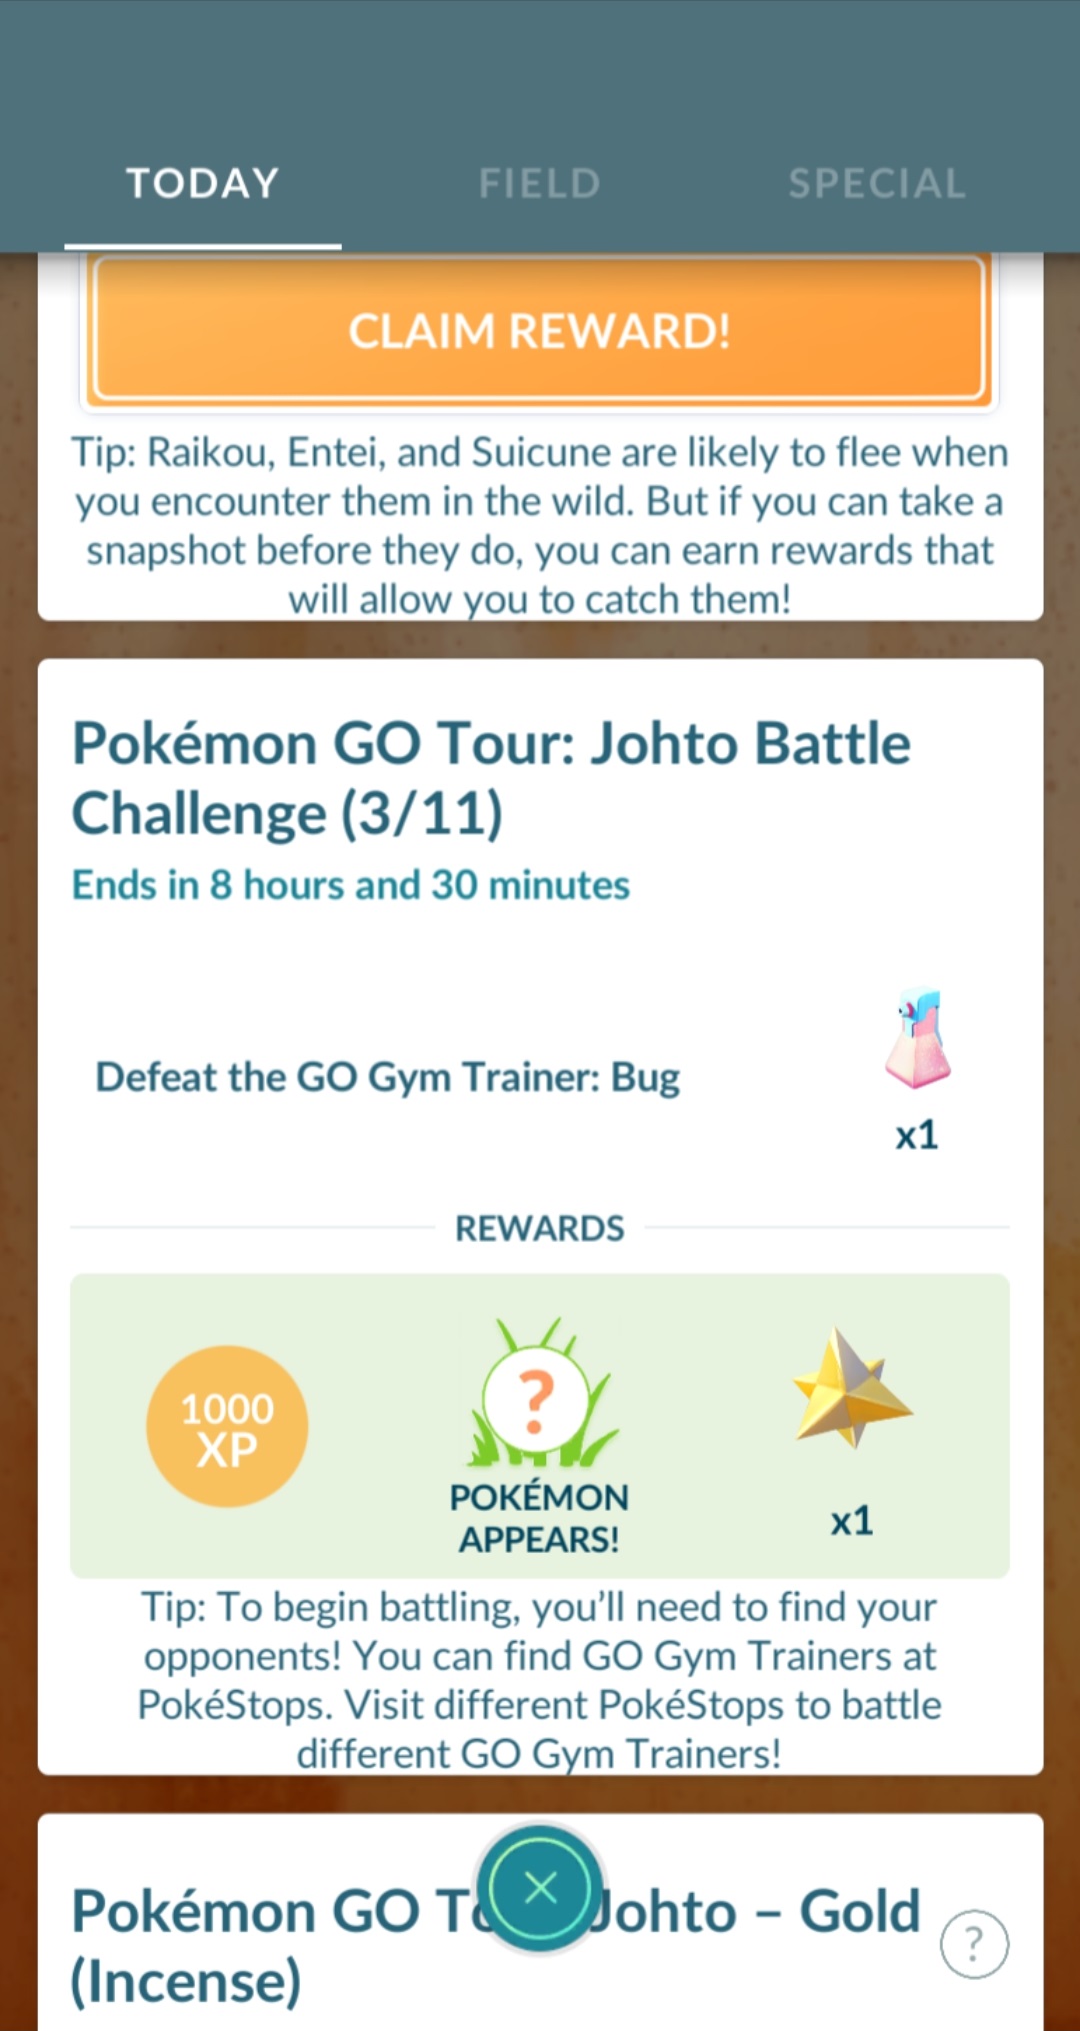 TODAY
FIELD
SPECIAL
CLAIM REWARD!
Tip: Raikou, Entei, and Suicune are likely to flee when
you encounter them in the wild. But if you can take a
snapshot before they do, you can earn rewards that
will allow you to catch them!
Pokémon GO Tour: Johto Battle
Challenge (3/11)
Ends in 8 hours and 30 minutes
Defeat the GO Gym Trainer: Bug
x1
REWARDS
1000
XP
?
POKÉMON
APPEARS!
x1
Tip: To begin battling, you’ll need to find your
opponents! You can find GO Gym Trainers at
PokéStops. Visit different PokéStops to battle
different GO Gym Trainers!
Pokémon GO Johto – Gold
(Incense)
?